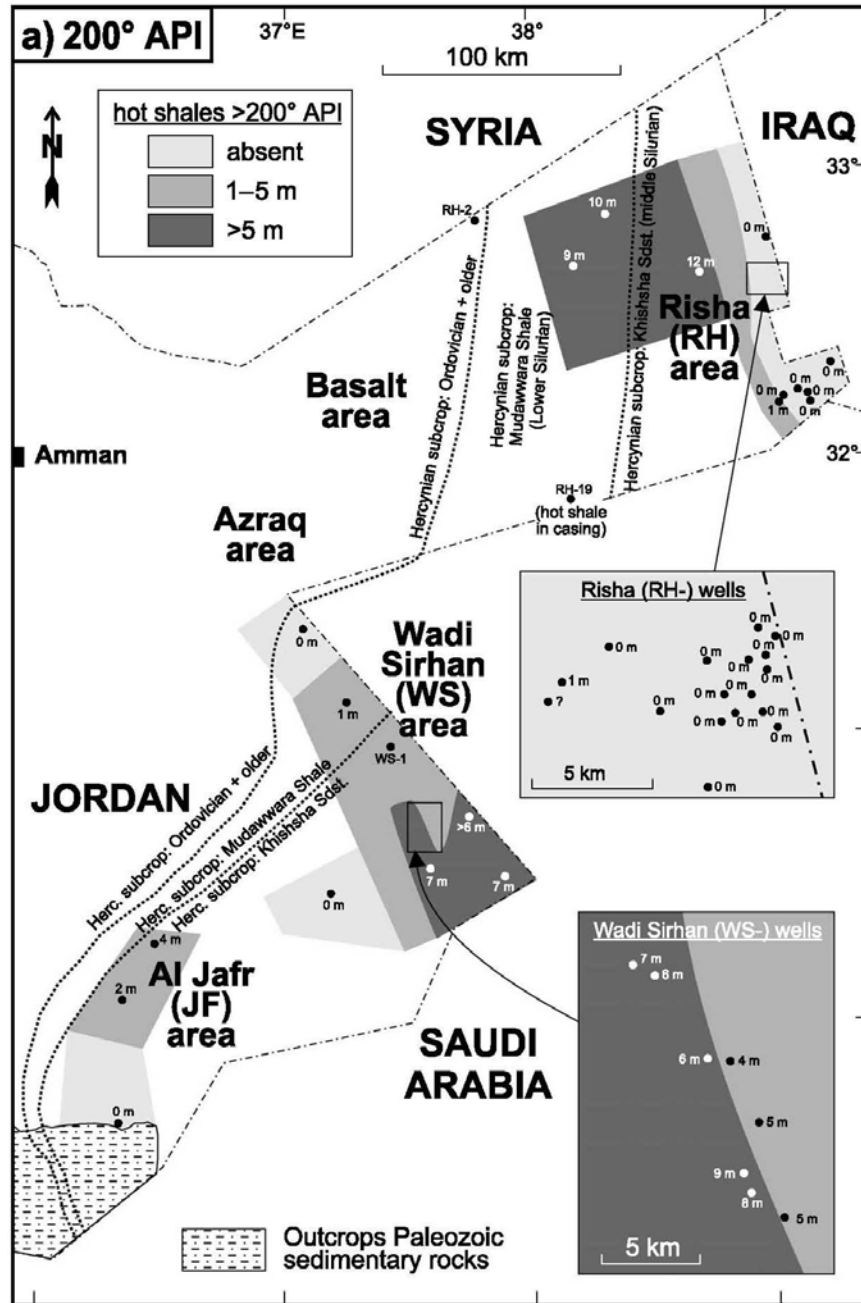 a) 200° API
37°E
38°
100 km
hot shales >200° API
absent
1–5 m
>5 m
N
SYRIA
IRAQ
33°
RH-2
10 m
9 m
12 m
0 m
Hercynian subcrop: Ordovician + older
Hercynian subcrop:
Mudawwara Shale
(Lower Silurian)
Hercynian subcrop: Khishsha Sdst. (middle Silurian)
Risha
(RH)
area
0 m
0 m
0 m
0 m
1 m
0 m
0 m
Basalt
area
Amman
32°
RH-19
(hot shale
in casing)
Azraq
area
Risha (RH-) wells
0 m
0 m
0 m
0 m
0 m
0 m
0 m
1 m
?
0 m
0 m
0 m
0 m
0 m
0 m
0 m
0 m
5 km
Wadi
Sirhan
(WS)
area
0 m
1 m
WS-1
>6 m
7 m
7 m
0 m
JORDAN
Herc. subcrop: Ordovician + older
Herc. subcrop: Mudawwara Shale
Herc. subcrop: Khishsha Sdst.
4 m
2 m
Al Jafr
(JF)
area
0 m
SAUDI
ARABIA
Wadi Sirhan (WS-) wells
7 m
6 m
6 m
4 m
5 m
9 m
8 m
5 m
5 km
Outcrops Paleozoic
sedimentary rocks